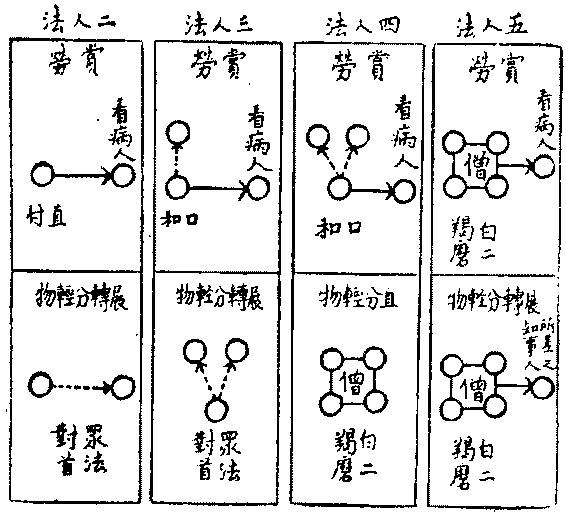 五人法
賞勞
看病人
僧
白二
羯磨
展轉分輕物
所差之
知事人
僧
白二
羯磨
四人法
賞勞
看病人
口和
直分輕物
僧
白二
羯磨
三人法
賞勞
看病人
口和
展轉分輕物
眾法
對首
二人法
賞勞
看病人
直付
展轉分輕物
眾法
對首